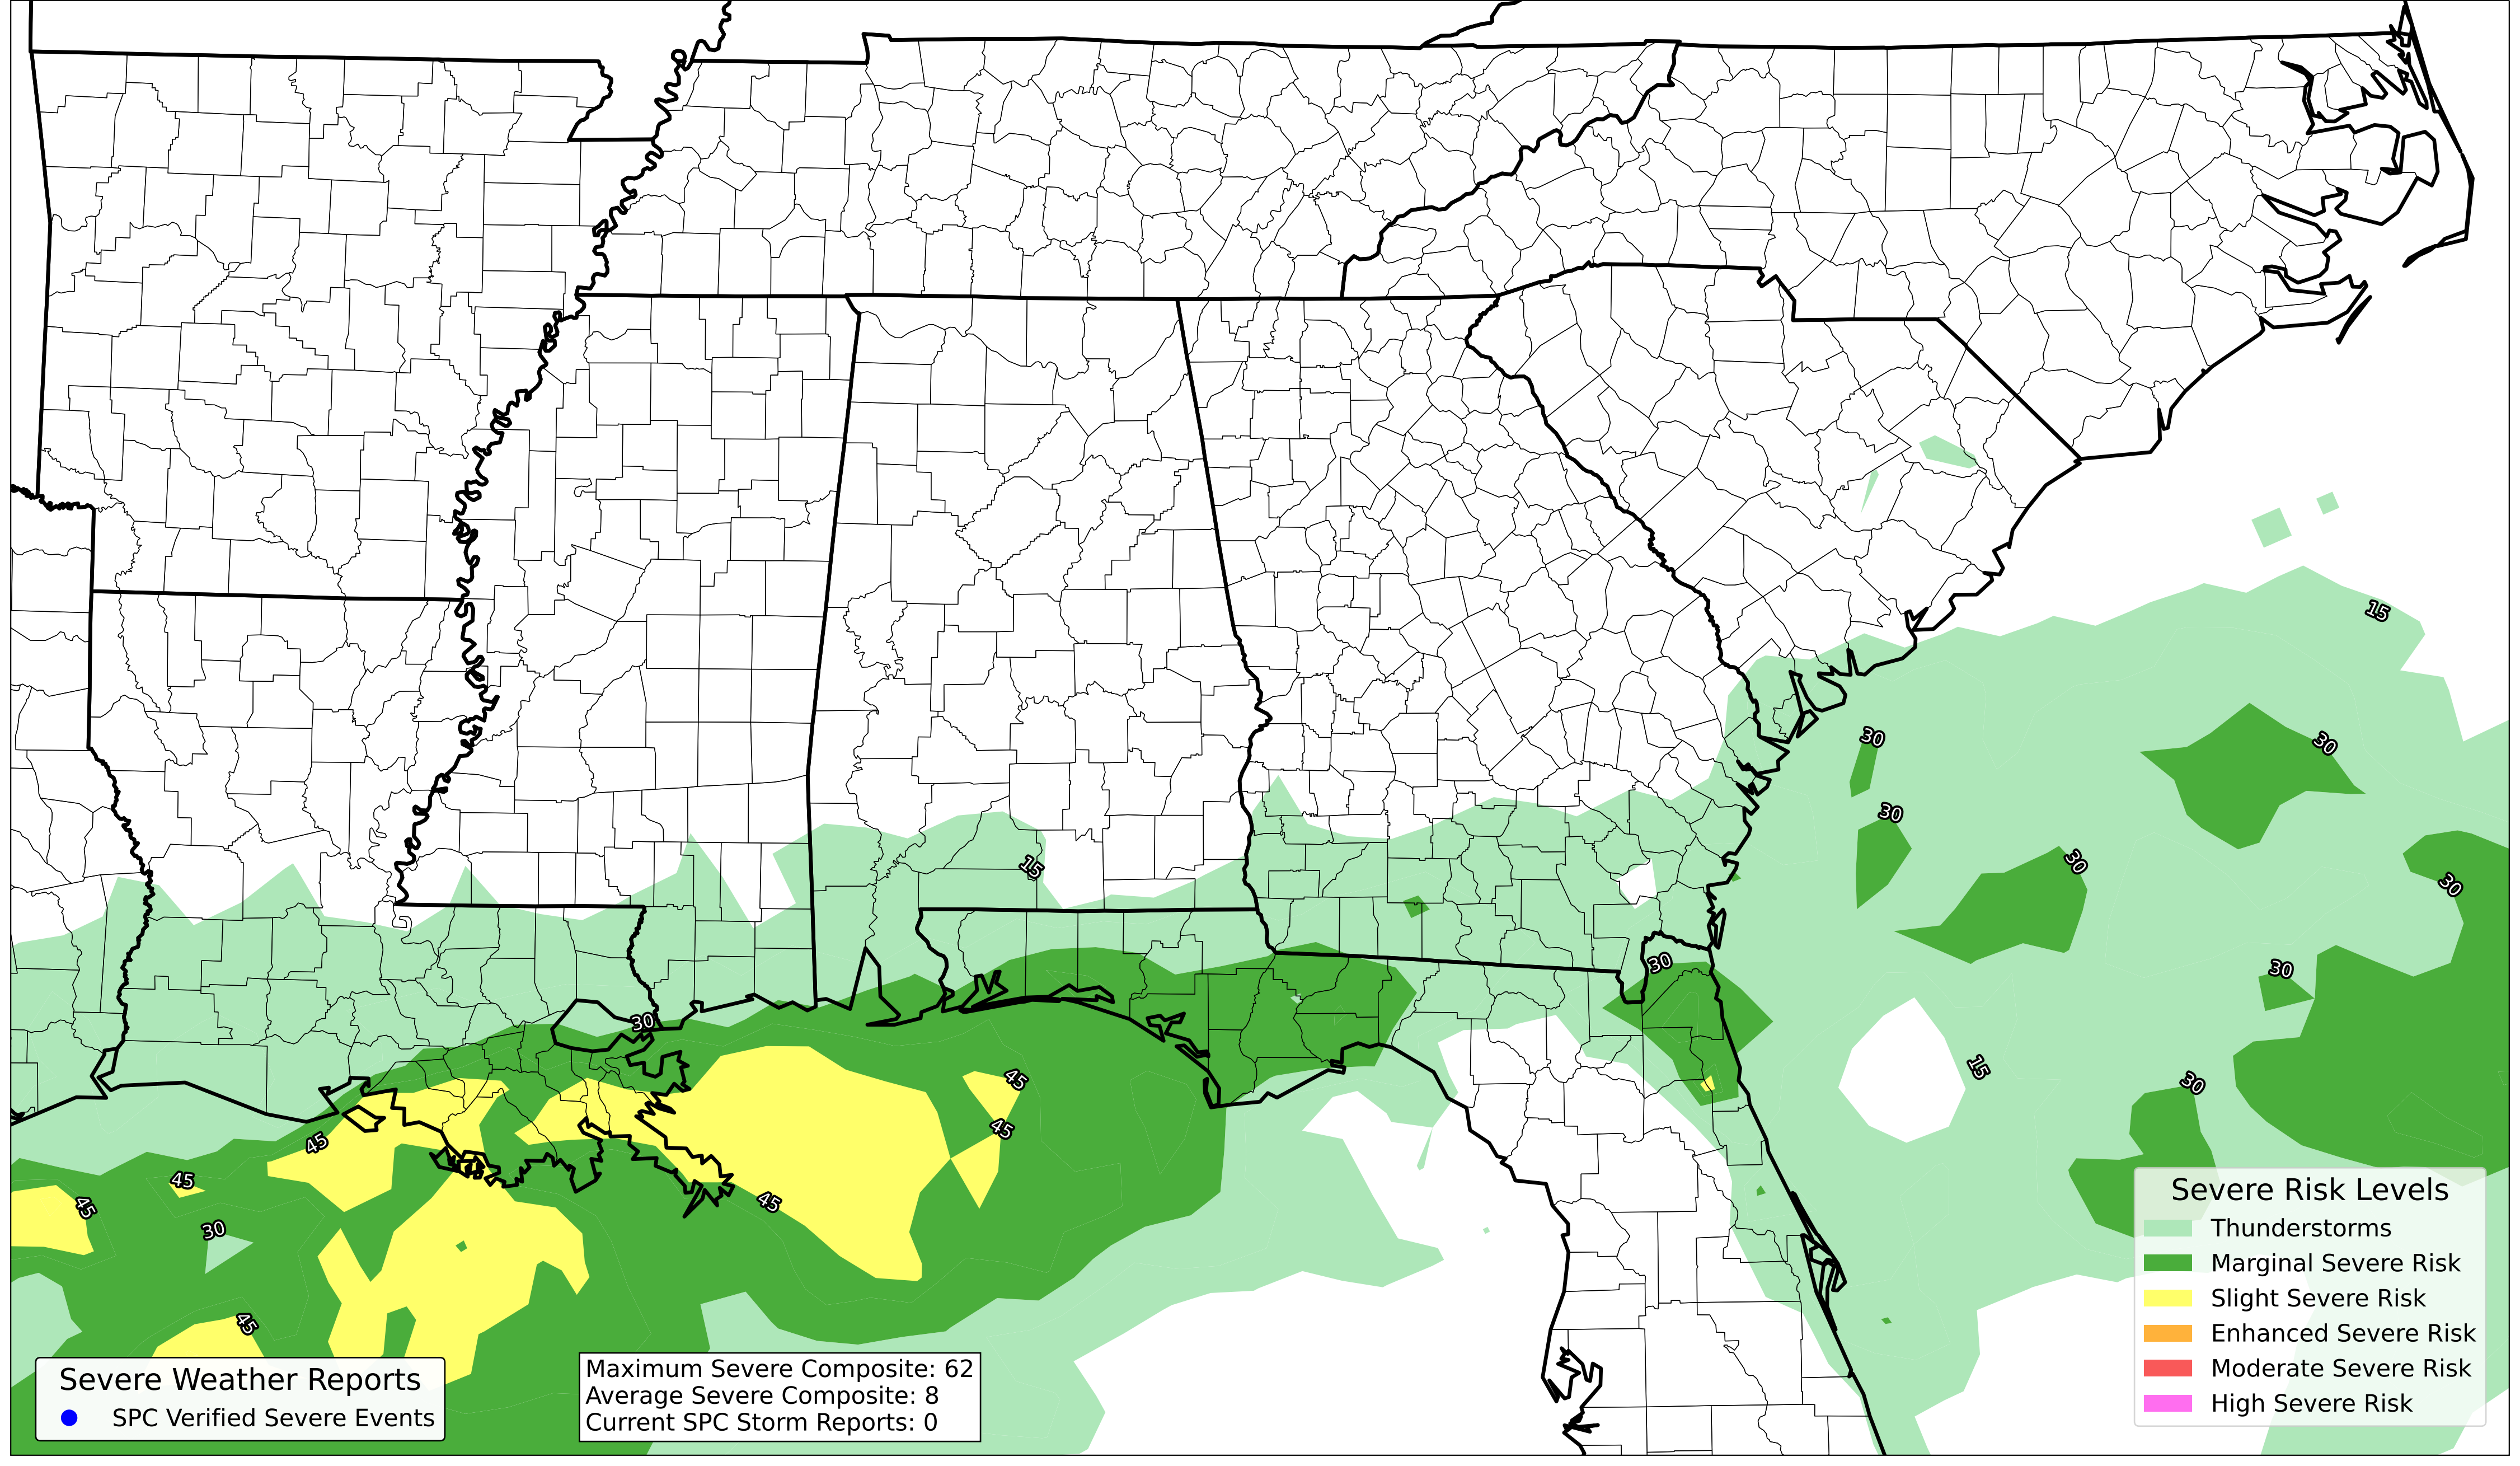 15
30
30
30
30
30
15
30
30
30
15
30
30
45
45
45
45
45
45
30
45
Severe Weather Reports
SPC Verified Severe Events
Maximum Severe Composite: 62
Average Severe Composite: 8
Current SPC Storm Reports: 0
Severe Risk Levels
Thunderstorms
Marginal Severe Risk
Slight Severe Risk
Enhanced Severe Risk
Moderate Severe Risk
High Severe Risk